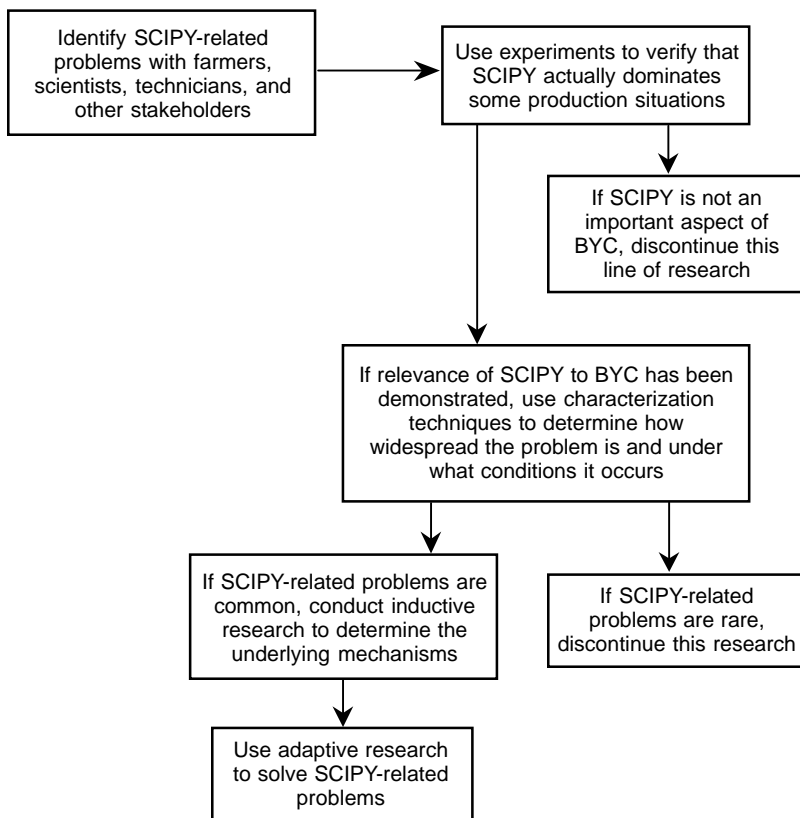 Identify SCIPY-related
problems with farmers,
scientists, technicians, and
other stakeholders
Use experiments to verify that
SCIPY actually dominates
some production situations
If SCIPY is not an
important aspect of
BYC, discontinue this
line of research
If relevance of SCIPY to BYC has been
demonstrated, use characterization
techniques to determine how
widespread the problem is and under
what conditions it occurs
If SCIPY-related problems are
common, conduct inductive
research to determine the
underlying mechanisms
If SCIPY-related
problems are rare,
discontinue this research
Use adaptive research
to solve SCIPY-related
problems